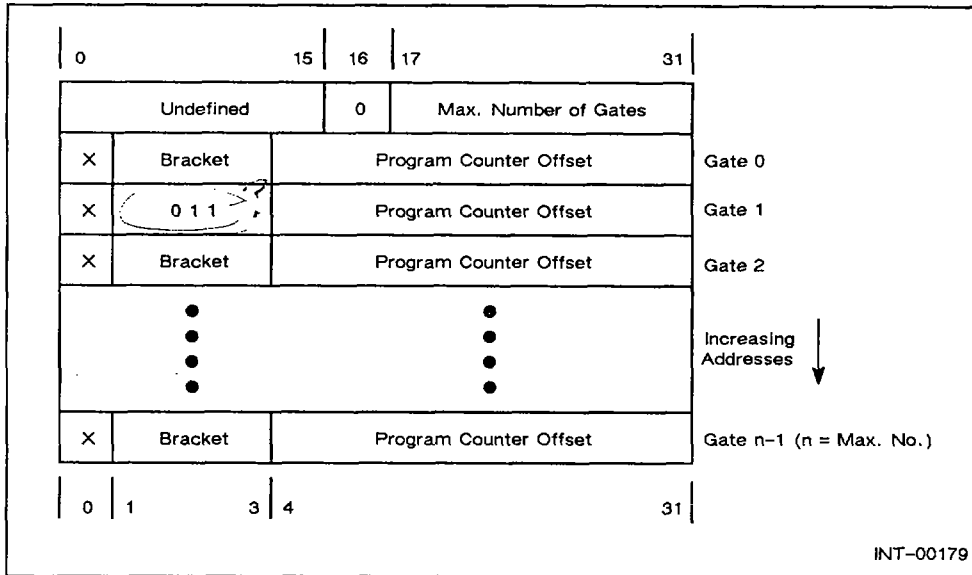 0 15 16 17 31
Undefined 0 Max. Number of Gates
× Bracket Program Counter Offset Gate 0
× 0 1 1 ? Program Counter Offset Gate 1
× Bracket Program Counter Offset Gate 2
Increasing
Addresses
× Bracket Program Counter Offset Gate n-1 (n = Max. No.)
0 1 3 4 31
INT-00179